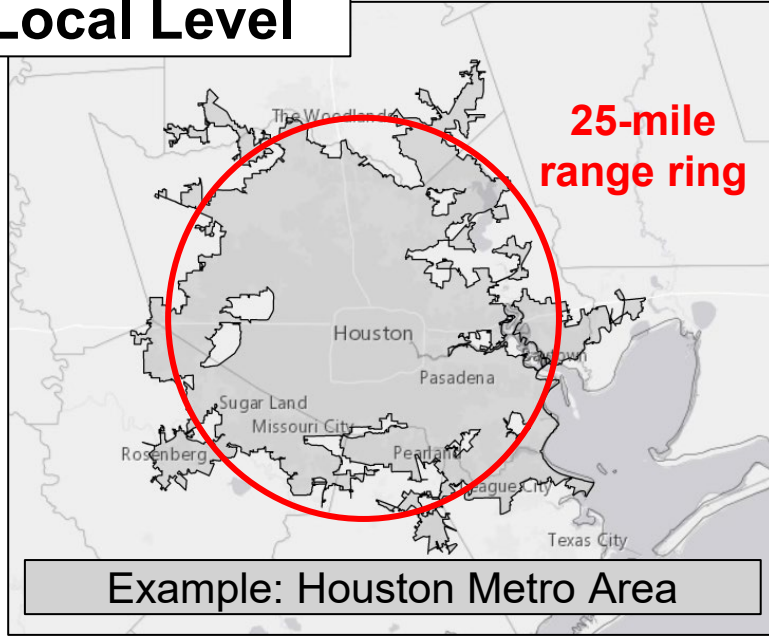 Local Level
The Woodlands
25-mile
range ring
Houston
Baytown
Pasadena
Sugar Land
Missouri City
Rosenberg
Pearland
League City
Texas City
Example: Houston Metro Area